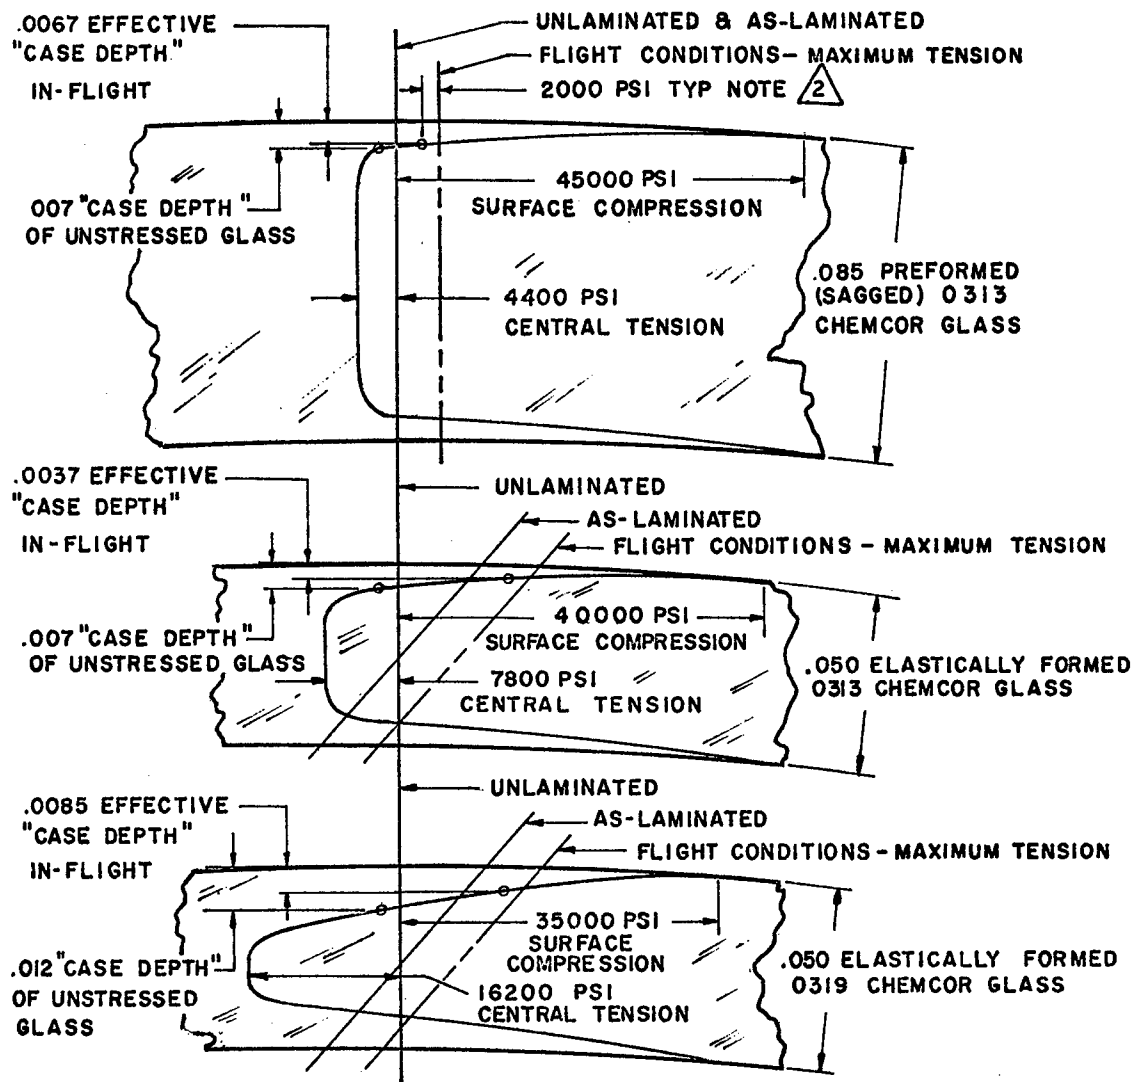 .0067 EFFECTIVE
"CASE DEPTH"
IN-FLIGHT
UNLAMINATED & AS-LAMINATED
FLIGHT CONDITIONS-MAXIMUM TENSION
2000 PSI TYP NOTE 2
007 "CASE DEPTH"
OF UNSTRESSED GLASS
45000 PSI
SURFACE COMPRESSION
4400 PSI
CENTRAL TENSION
.085 PREFORMED
(SAGGED) 0313
CHEMCOR GLASS
.0037 EFFECTIVE
"CASE DEPTH"
IN-FLIGHT
UNLAMINATED
AS-LAMINATED
FLIGHT CONDITIONS - MAXIMUM TENSION
.007 "CASE DEPTH"
OF UNSTRESSED GLASS
40000 PSI
SURFACE COMPRESSION
7800 PSI
CENTRAL TENSION
.050 ELASTICALLY FORMED
0313 CHEMCOR GLASS
.0085 EFFECTIVE
"CASE DEPTH"
IN-FLIGHT
UNLAMINATED
AS-LAMINATED
FLIGHT CONDITIONS - MAXIMUM TENSION
.012 "CASE DEPTH"
OF UNSTRESSED
GLASS
35000 PSI
SURFACE
COMPRESSION
16200 PSI
CENTRAL TENSION
.050 ELASTICALLY FORMED
0319 CHEMCOR GLASS